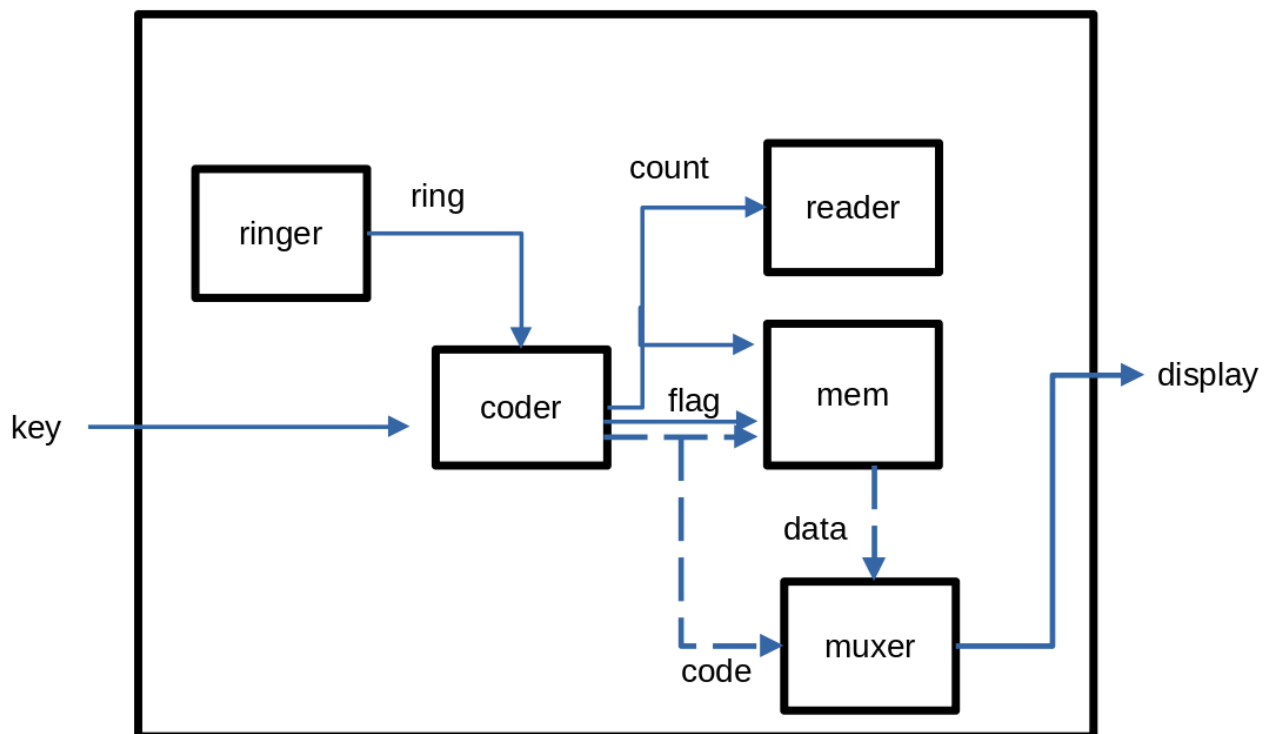 count
reader
ring
ringer
display
mem
flag
coder
key
data
muxer
code